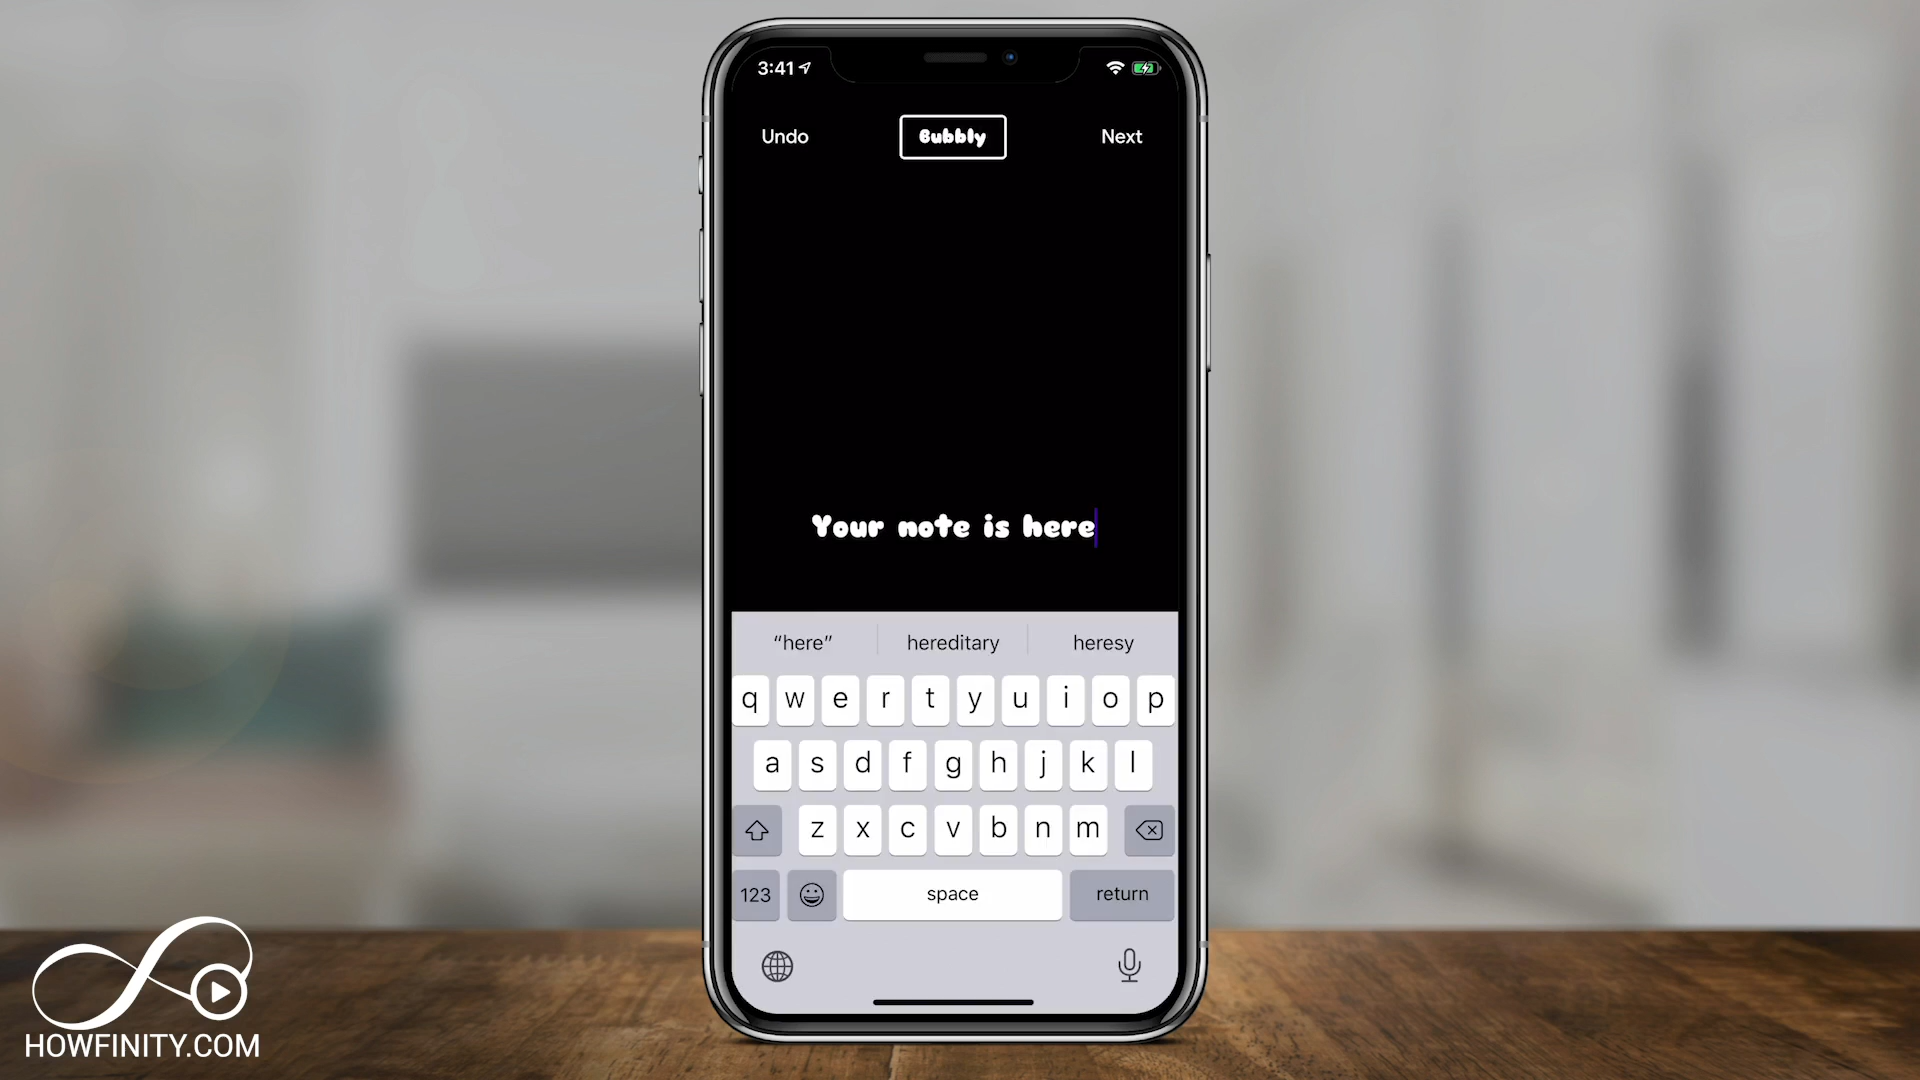 3:41
Undo
Bubbly
Next
Your note is here
“here”
hereditary
heresy
q w e r t y u i o p
a s d f g h j k l
z x c v b n m
123
space
return
HOWFINITY.COM